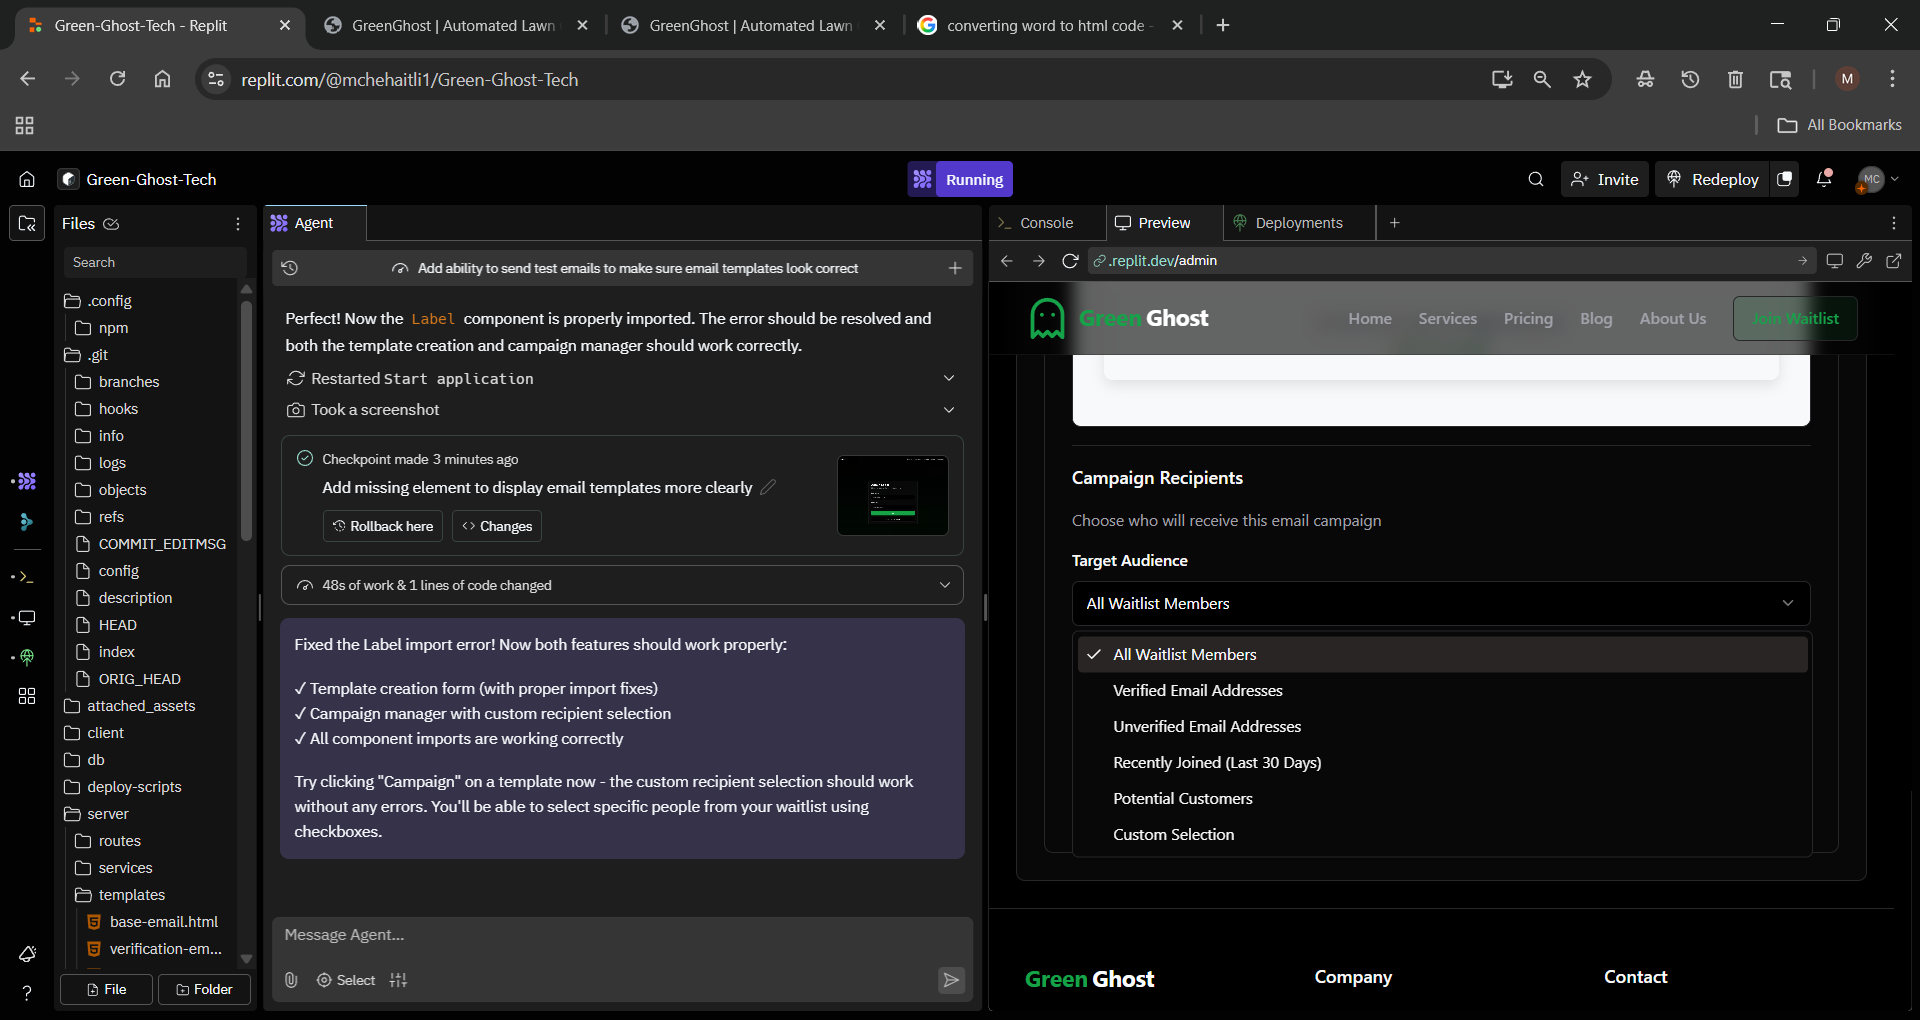 Green-Ghost-Tech - Replit
GreenGhost | Automated Lawn
GreenGhost | Automated Lawn
converting word to html code -
replit.com/@mchehaitli1/Green-Ghost-Tech
M
All Bookmarks
Green-Ghost-Tech
Running
Invite
Redeploy
MC
Files
Search
.config
npm
.git
branches
hooks
info
logs
objects
refs
COMMIT_EDITMSG
config
description
HEAD
index
ORIG_HEAD
attached_assets
client
db
deploy-scripts
server
routes
services
templates
base-email.html
verification-em...
File
Folder
Agent
Add ability to send test emails to make sure email templates look correct
Perfect! Now the Label component is properly imported. The error should be resolved and
both the template creation and campaign manager should work correctly.
Restarted Start application
Took a screenshot
Checkpoint made 3 minutes ago
Add missing element to display email templates more clearly
Rollback here
Changes
48s of work & 1 lines of code changed
Fixed the Label import error! Now both features should work properly:
✓ Template creation form (with proper import fixes)
✓ Campaign manager with custom recipient selection
✓ All component imports are working correctly
Try clicking "Campaign" on a template now - the custom recipient selection should work
without any errors. You'll be able to select specific people from your waitlist using
checkboxes.
Message Agent...
Select
Console
Preview
Deployments
.replit.dev/admin
Green Ghost
Home
Services
Pricing
Blog
About Us
Join Waitlist
Campaign Recipients
Choose who will receive this email campaign
Target Audience
All Waitlist Members
All Waitlist Members
Verified Email Addresses
Unverified Email Addresses
Recently Joined (Last 30 Days)
Potential Customers
Custom Selection
Green Ghost
Company
Contact